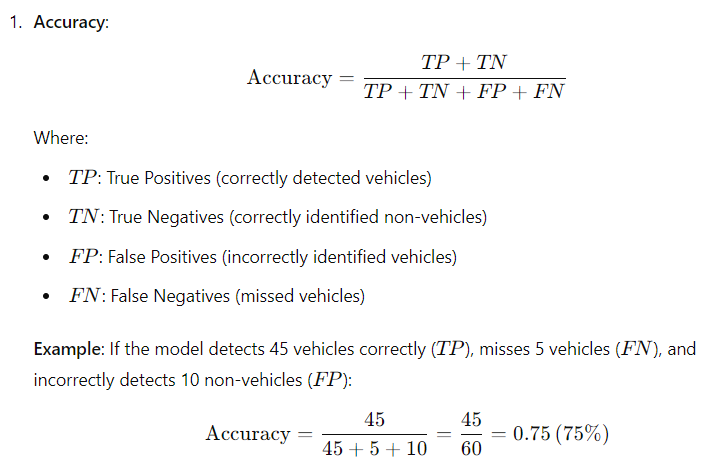 1. Accuracy:
Accuracy = \frac{TP + TN}{TP + TN + FP + FN}
Where:
• TP: True Positives (correctly detected vehicles)
• TN: True Negatives (correctly identified non-vehicles)
• FP: False Positives (incorrectly identified vehicles)
• FN: False Negatives (missed vehicles)
Example: If the model detects 45 vehicles correctly (TP), misses 5 vehicles (FN), and
incorrectly detects 10 non-vehicles (FP):
Accuracy = \frac{45}{45 + 5 + 10} = \frac{45}{60} = 0.75 (75%)